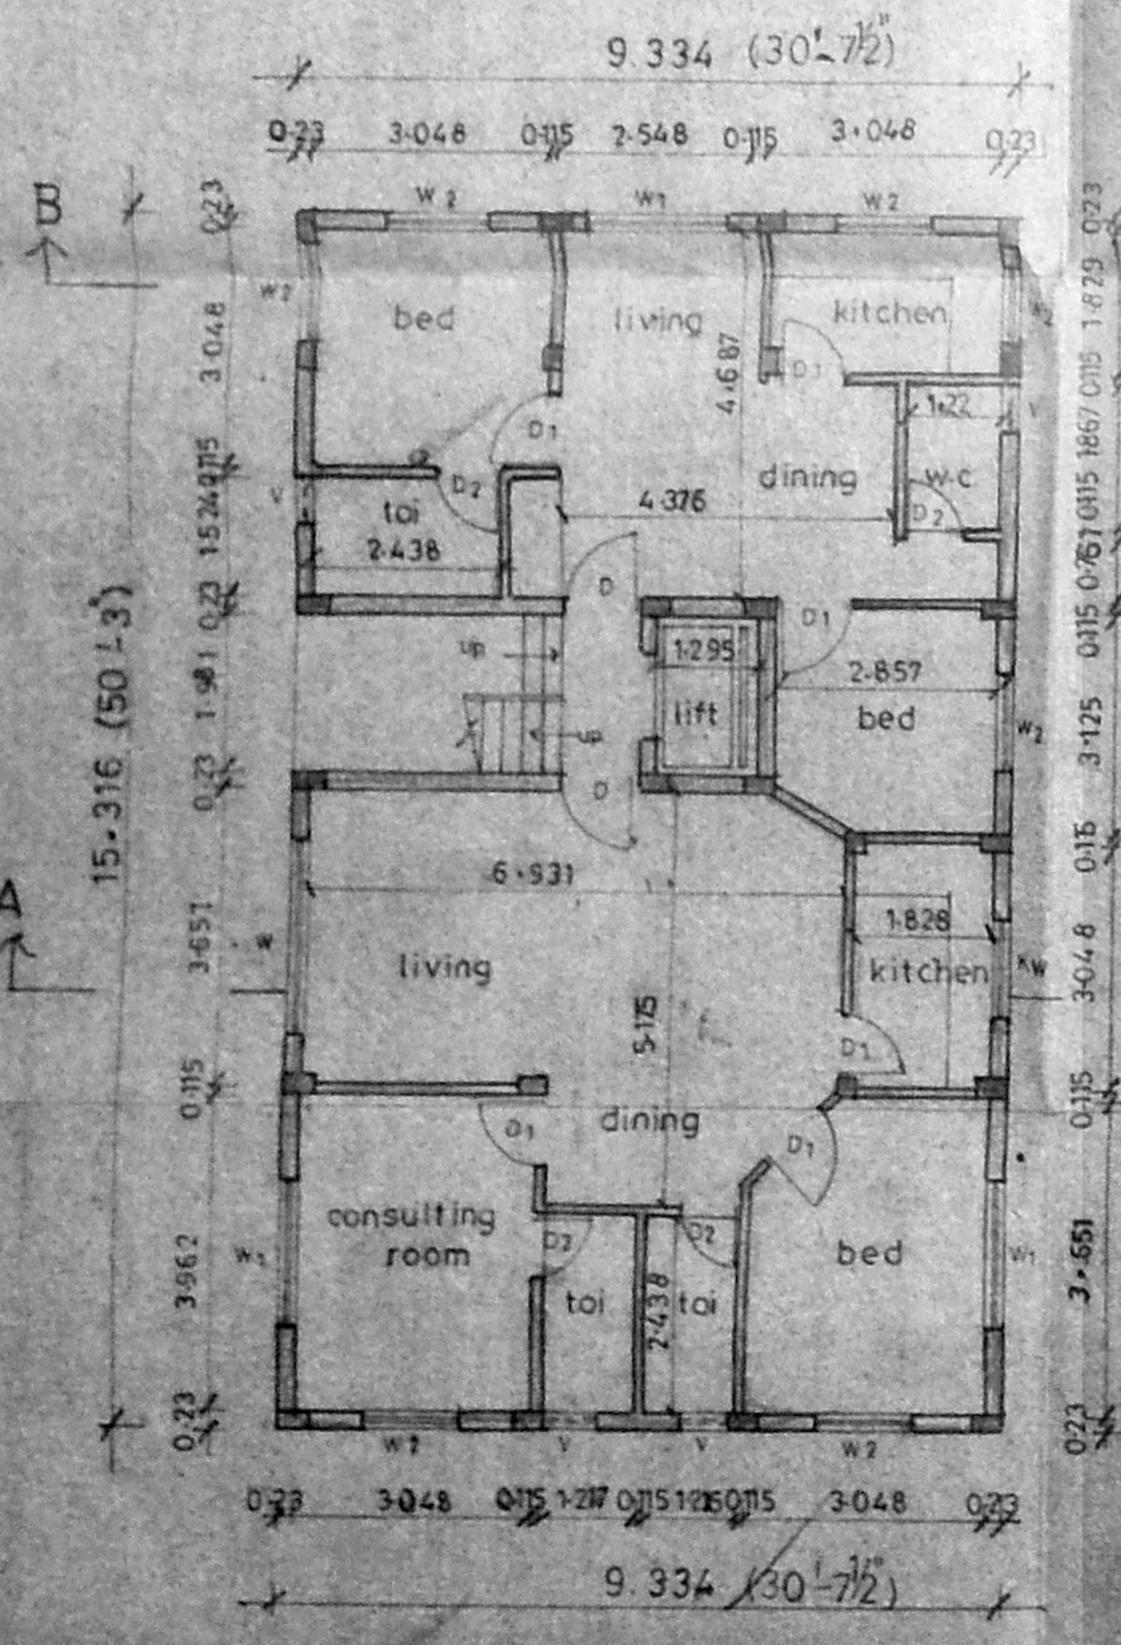 9.334 (30'-7½")
0.23 3.048 0.115 2.548 0.115 3.048 0.23
B
W2 W1 W2
0.23
0.23
W2
bed
living
kitchen
3.048
1.829
4.687
D1
0.115
1.22
V
D1
dining
W.C
1.867
0.115
V
D2
toi
4.376
D2
0.115
1.524
2.438
0.761
0.23
D
D1
0.115
15.316 (50'-3")
1.981
up
1.295
2.857
lift
bed
up
W2
3.125
0.23
D
0.115
6.931
1.828
A
W
living
kitchen
KW
3.651
3.048
5.175
D1
0.115
0.115
D1
dining
D1
consulting
room
D2
D2
bed
W1
W1
3.962
3.651
toi
2.438
toi
0.23
0.23
W2 V V W2
0.23 3.048 0.115 1.217 0.115 0.115 3.048 0.23
9.334 (30'-7½")